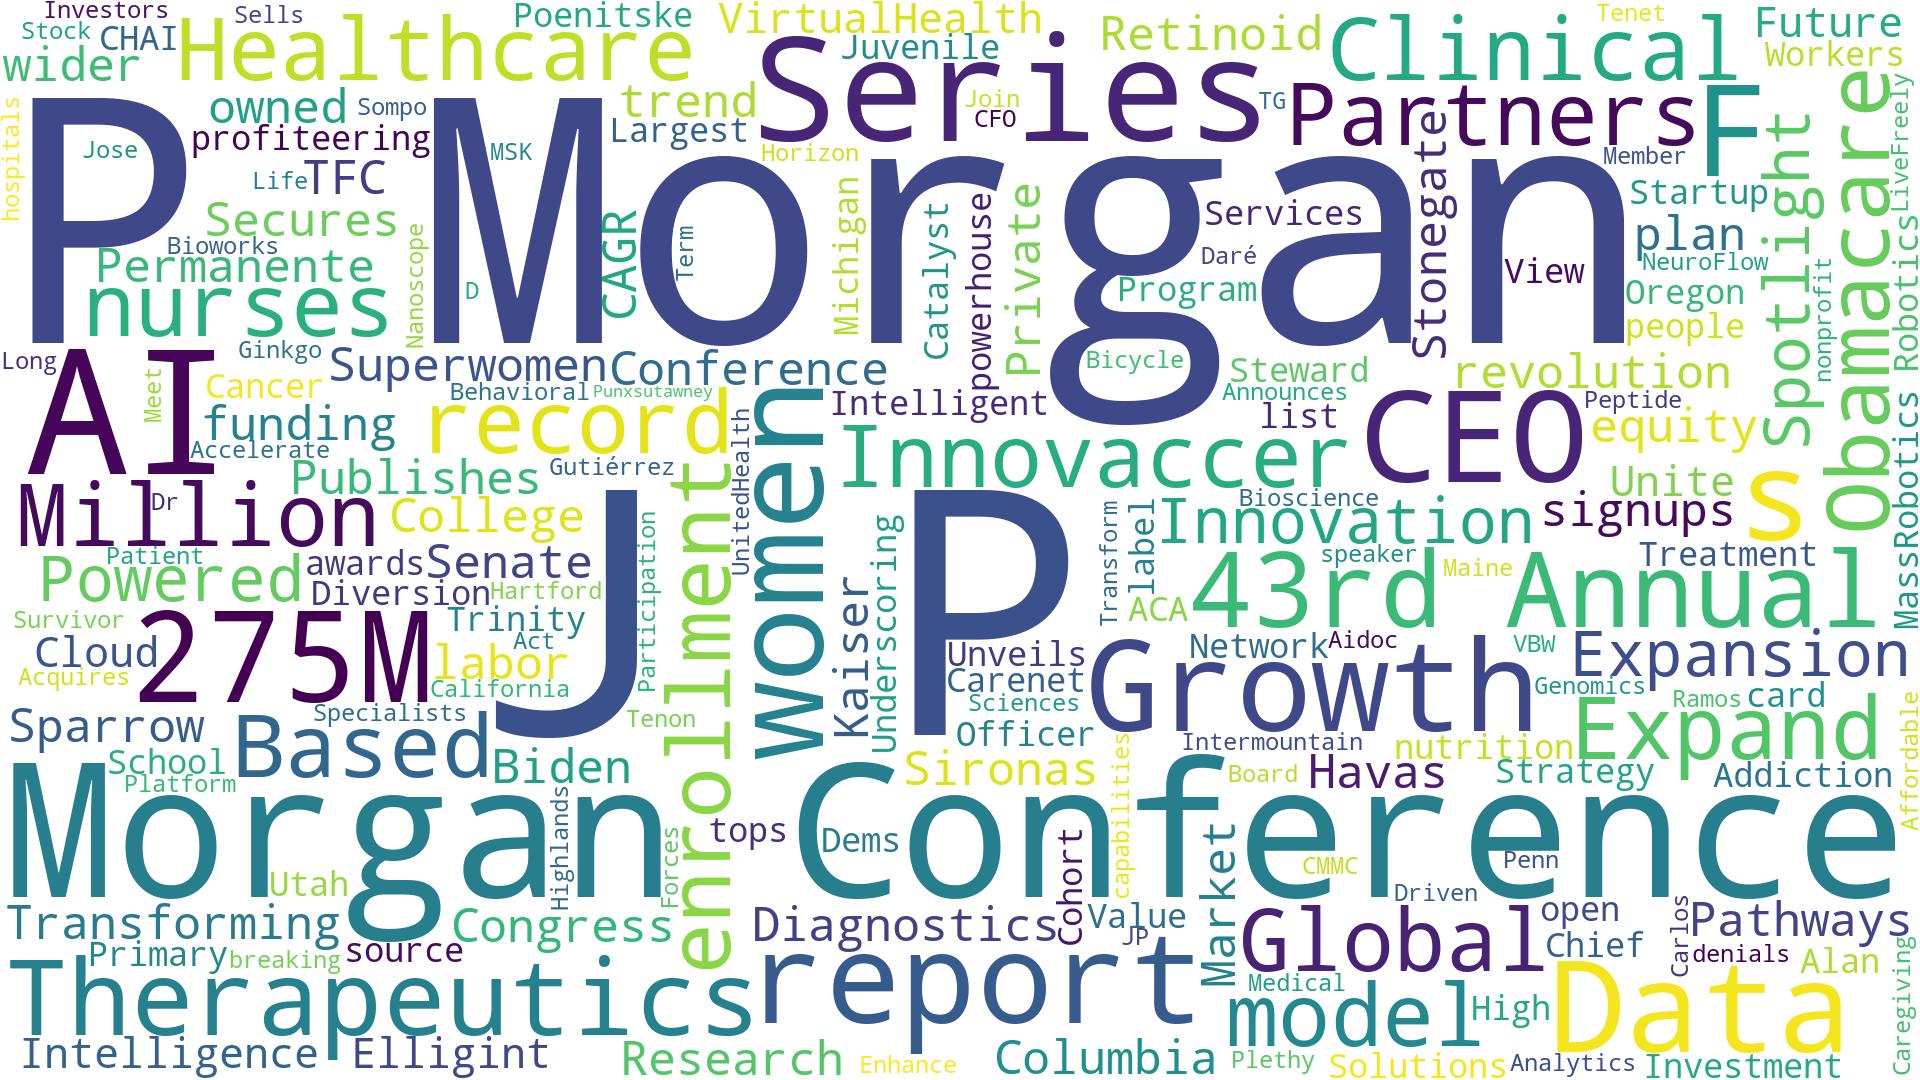 Investors
Sells
Poenitske
VirtualHealth
Tenet
Future
Stock
CHAI
Healthcare
Juvenile
Retinoid
Clinical
Workers
wider
Series
owned
Sompo
trend
Join
TG
Partners
F
hospitals
profiteering
Largest
CFO
Jose
P Morgan
MSK
Horizon
Stonegate
Member
Spotlight
Obamacare
LiveFreely
Life
TFC
Michigan
Catalyst
powerhouse
Private
Services
Startup
Secures
CAGR
Term
Daré
plan
Bioworks
Nanoscope
View
NeuroFlow
Permanente
D
Program
Oregon
nonprofit
nurses
people
MassRobotics Robotics
Long
AI
Ginkgo
Superwomen
Conference
Bicycle
Steward
revolution
Meet
Cancer
Behavioral
Punxsutawney
women
Intelligent
Announces
CEO
Peptide
funding
record
UnitedHealth
list
equity
Accelerate
enrollment
Innovaccer
Publishes
Gutiérrez
Unite
s
Million
Dr
College
J P
Bioscience
signups
Participation
Underscoring
Transform
label
Innovation
Patient
awards
Senate
speaker
Treatment
Powered
Diversion
Hartford
Kaiser
43rd Annual
Maine
Survivor
275M
Trinity
ACA
Cloud
Act
Unveils
Growth
Network
Aidoc
VBW
Expansion
Acquires
labor
California
Carenet
Genomics
Sparrow
Specialists
Tenon
Sciences
Ramos
card
Expand
Affordable
Based
Officer
Intermountain
nutrition
School
Biden
Sironas
capabilities
Board
Havas
Strategy
Addiction
Platform
Morgan
Highlands
Conference
Forces
tops
Dems
Cohort
Market
CMMC
Penn
Utah
Driven
Transforming
Congress
Diagnostics
Value
Global
open
Carlos
Pathways
JP
Primary
breaking
source
report
Chief
denials
Alan
Caregiving
Therapeutics
Medical
model
High
Data
Intelligence
Elligint
Research
Enhance
Columbia
Plethy
Solutions
Analytics
Investment